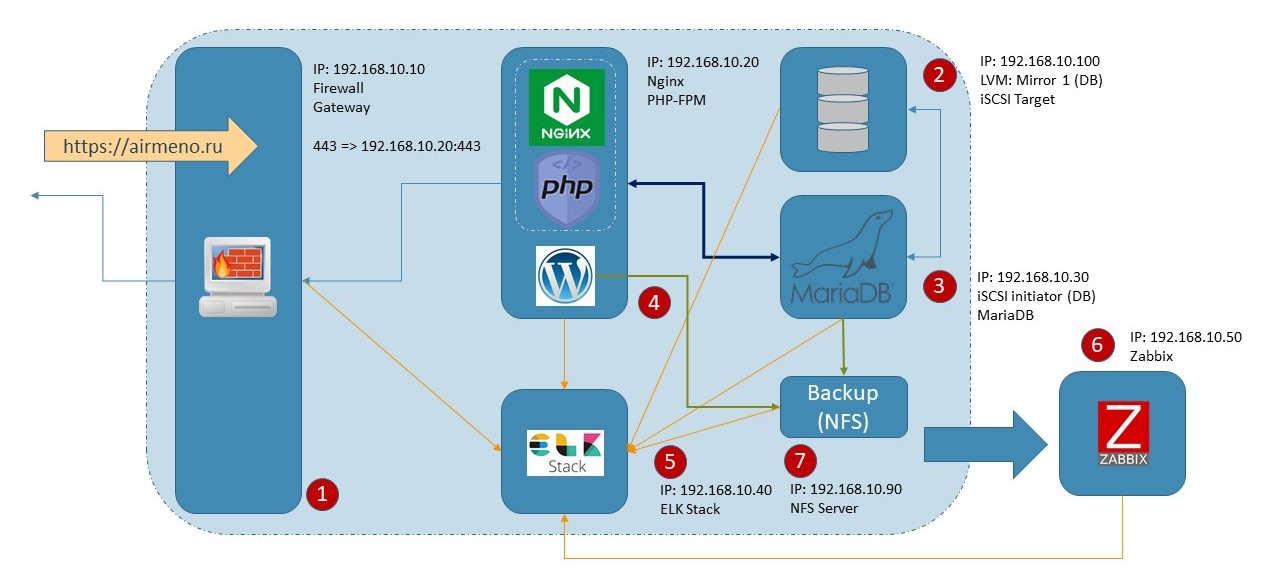 https://airmeno.ru
IP: 192.168.10.10
Firewall
Gateway
443 => 192.168.10.20:443
1
NGiИX
</>
php
W
IP: 192.168.10.20
Nginx
PHP-FPM
4
2
IP: 192.168.10.100
LVM: Mirror 1 (DB)
iSCSI Target
MariaDB
3
IP: 192.168.10.30
iSCSI initiator (DB)
MariaDB
ELK
Stack
5
IP: 192.168.10.40
ELK Stack
Backup
(NFS)
7
IP: 192.168.10.90
NFS Server
6
IP: 192.168.10.50
Zabbix
Z
ZABBIX